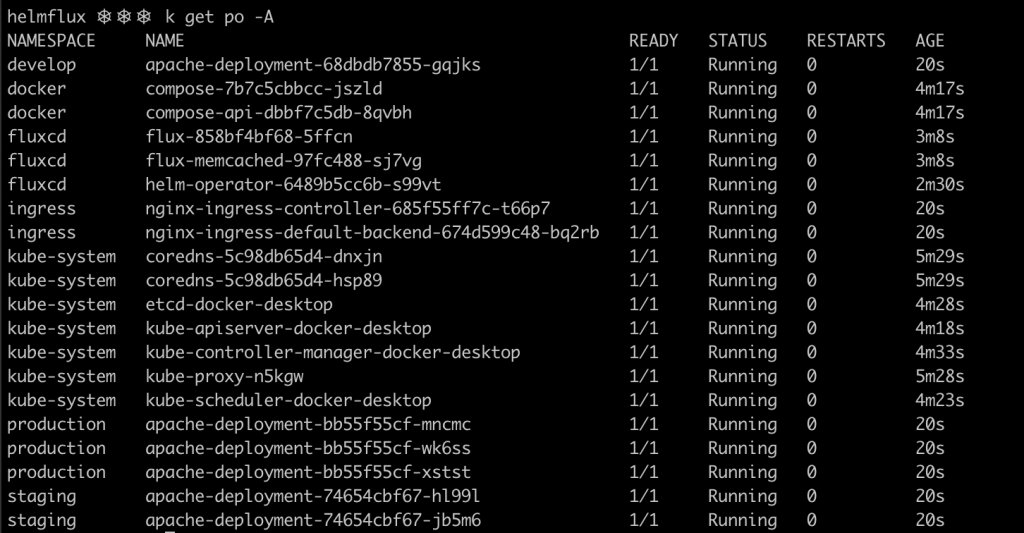 helmflux ⎈⎈⎈ k get po -A
NAMESPACE NAME READY STATUS RESTARTS AGE
develop apache-deployment-68dbdb7855-gqjks 1/1 Running 0 20s
docker compose-7b7c5cbbcc-jszld 1/1 Running 0 4m17s
docker compose-api-dbbf7c5db-8qvbh 1/1 Running 0 4m17s
fluxcd flux-858bf4bf68-5ffcn 1/1 Running 0 3m8s
fluxcd flux-memcached-97fc488-sj7vg 1/1 Running 0 3m8s
fluxcd helm-operator-6489b5cc6b-s99vt 1/1 Running 0 2m30s
ingress nginx-ingress-controller-685f55ff7c-t66p7 1/1 Running 0 20s
ingress nginx-ingress-default-backend-674d599c48-bq2rb 1/1 Running 0 20s
kube-system coredns-5c98db65d4-dnxjn 1/1 Running 0 5m29s
kube-system coredns-5c98db65d4-hsp89 1/1 Running 0 5m29s
kube-system etcd-docker-desktop 1/1 Running 0 4m28s
kube-system kube-apiserver-docker-desktop 1/1 Running 0 4m18s
kube-system kube-controller-manager-docker-desktop 1/1 Running 0 4m33s
kube-system kube-proxy-n5kgw 1/1 Running 0 5m28s
kube-system kube-scheduler-docker-desktop 1/1 Running 0 4m23s
production apache-deployment-bb55f55cf-mncmc 1/1 Running 0 20s
production apache-deployment-bb55f55cf-wk6ss 1/1 Running 0 20s
production apache-deployment-bb55f55cf-xstst 1/1 Running 0 20s
staging apache-deployment-74654cbf67-hl99l 1/1 Running 0 20s
staging apache-deployment-74654cbf67-jb5m6 1/1 Running 0 20s